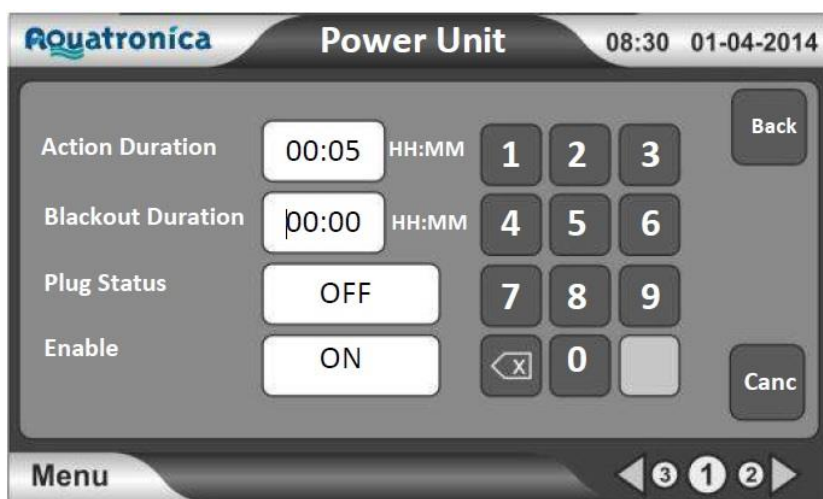 Aquatronica Power Unit 08:30 01-04-2014
Back
Action Duration 00:05 HH:MM 1 2 3
Blackout Duration 00:00 HH:MM 4 5 6
Plug Status OFF 7 8 9
Enable ON X 0
Canc
Menu 3 1 2